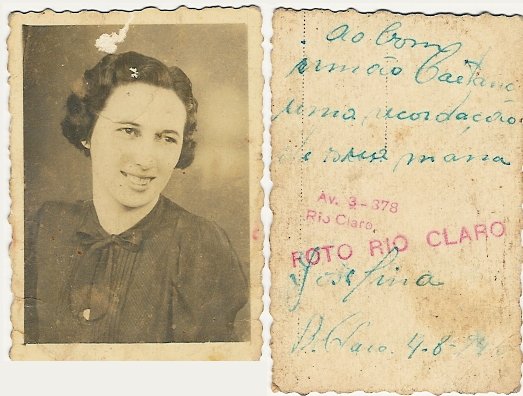 ao bom
irmão Caetano
uma recordação
de sua mana
Av. 3-378
Rio Claro
FOTO RIO CLARO
Josefina
R. Claro. 4-8-